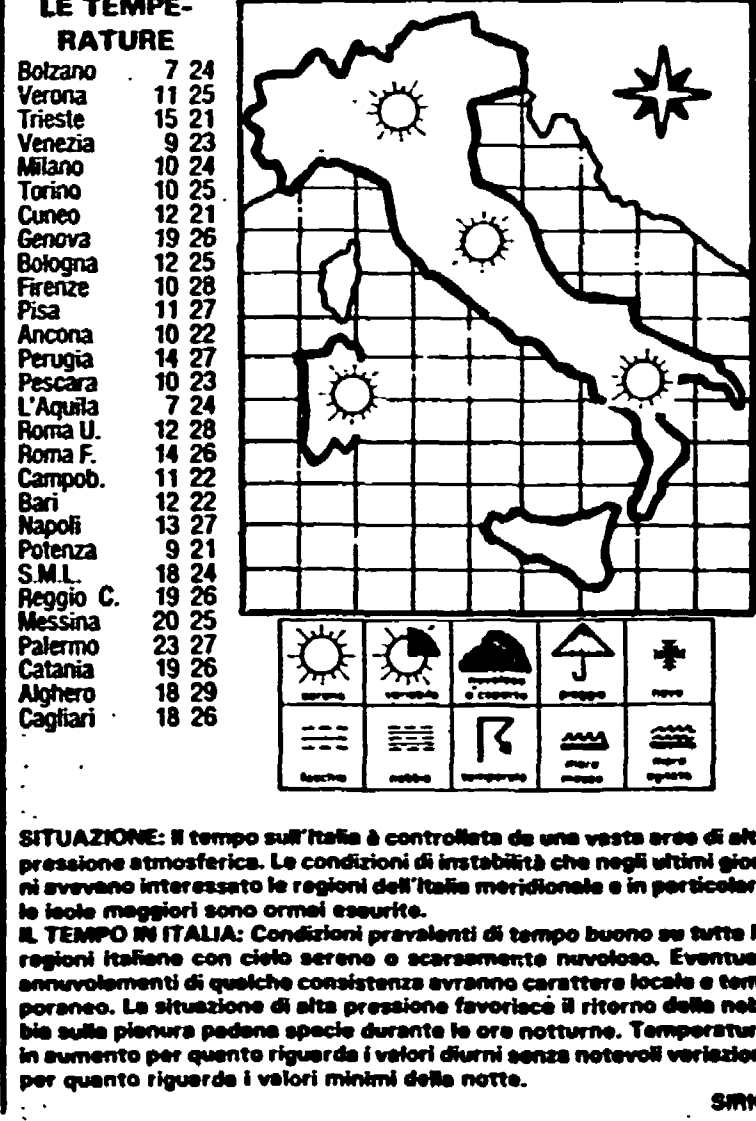 LE TEMPE-
RATURE
Bolzano 7 24
Verona 11 25
Trieste 15 21
Venezia 9 23
Milano 10 24
Torino 10 25
Cuneo 12 21
Genova 19 26
Bologna 12 25
Firenze 10 28
Pisa 11 27
Ancona 10 22
Perugia 14 27
Pescara 10 23
L'Aquila 7 24
Roma U. 12 28
Roma F. 14 26
Campob. 11 22
Bari 12 22
Napoli 13 27
Potenza 9 21
S.M.L. 18 24
Reggio C. 19 26
Messina 20 25
Palermo 23 27
Catania 19 26
Alghero 18 29
Cagliari 18 26
sereno variabile nuvoloso o coperto pioggia neve
foschia nebbia temporale mare mosso mare agitato
SITUAZIONE: Il tempo sull'Italia è controllata da una vasta area di alt
pressione atmosferica. Le condizioni di instabilità che negli ultimi gior
ni avevano interessato le regioni dell'Italia meridionale e in particolar
le isole maggiori sono ormai esaurite.
IL TEMPO IN ITALIA: Condizioni prevalenti di tempo buono su tutte l
regioni italiane con cielo sereno o scarsamente nuvoloso. Eventua
annuvolamenti di qualche consistenza avranno carattere locale e tem
poraneo. La situazione di alta pressione favorisce il ritorno della neb
bia sulla pianura padana specie durante le ore notturne. Temperatur
in aumento per quanto riguarda i valori diurni senza notevoli variazion
per quanto riguarda i valori minimi della notte.